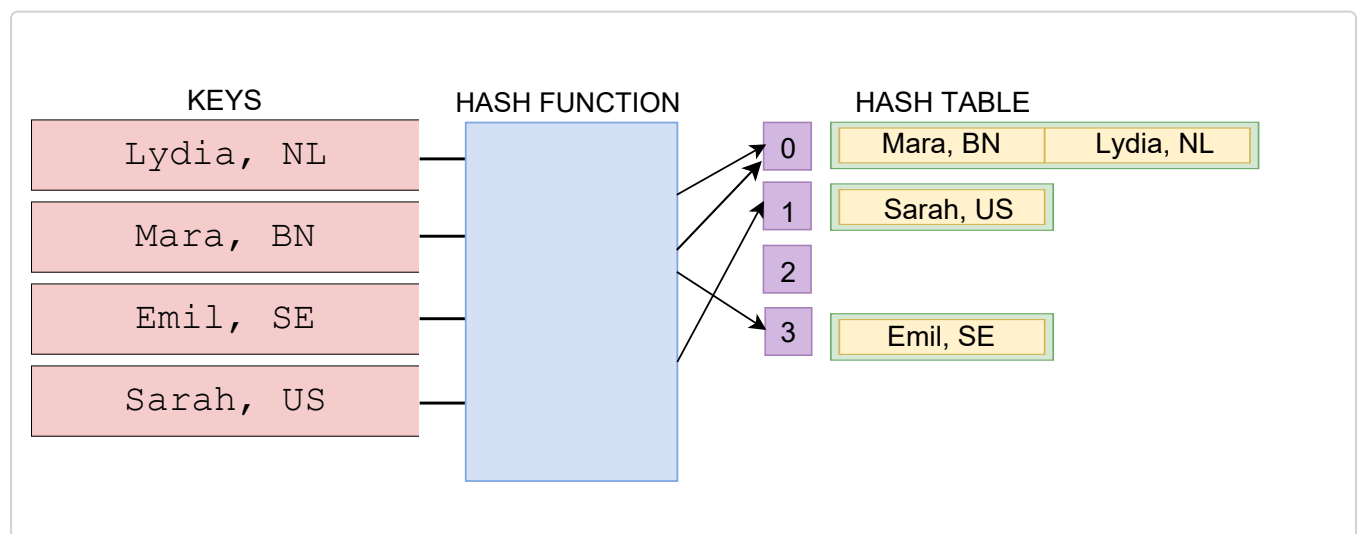 KEYS
HASH FUNCTION
HASH TABLE
Lydia, NL
Mara, BN
Emil, SE
Sarah, US
0
1
2
3
Mara, BN
Lydia, NL
Sarah, US
Emil, SE